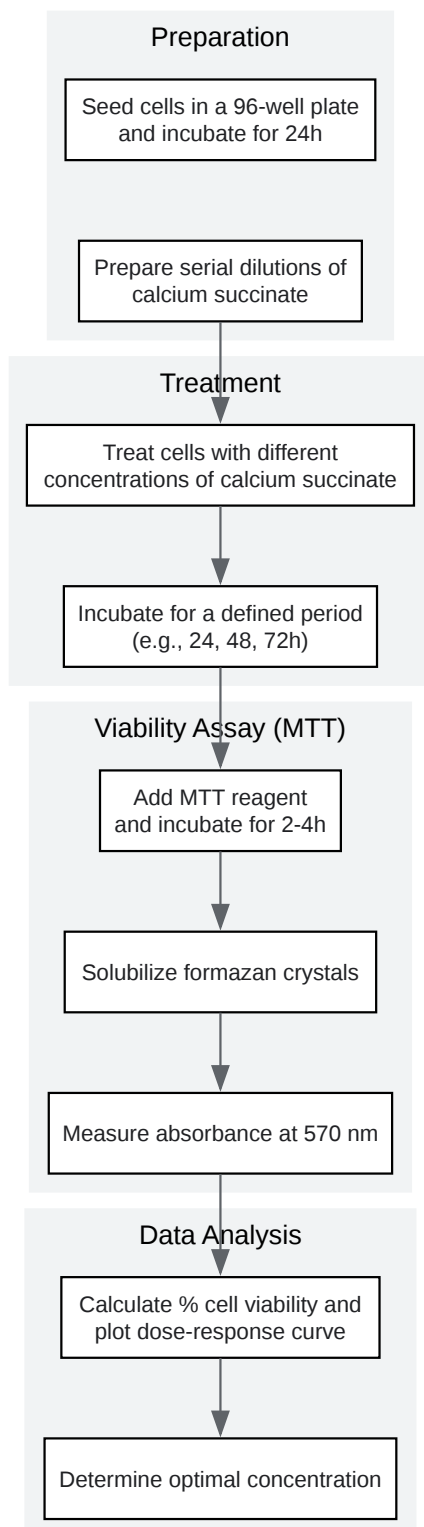 Preparation
Seed cells in a 96-well plate
and incubate for 24h
Prepare serial dilutions of
calcium succinate
Treatment
Treat cells with different
concentrations of calcium succinate
Incubate for a defined period
(e.g., 24, 48, 72h)
Viability Assay (MTT)
Add MTT reagent
and incubate for 2-4h
Solubilize formazan crystals
Measure absorbance at 570 nm
Data Analysis
Calculate % cell viability and
plot dose-response curve
Determine optimal concentration